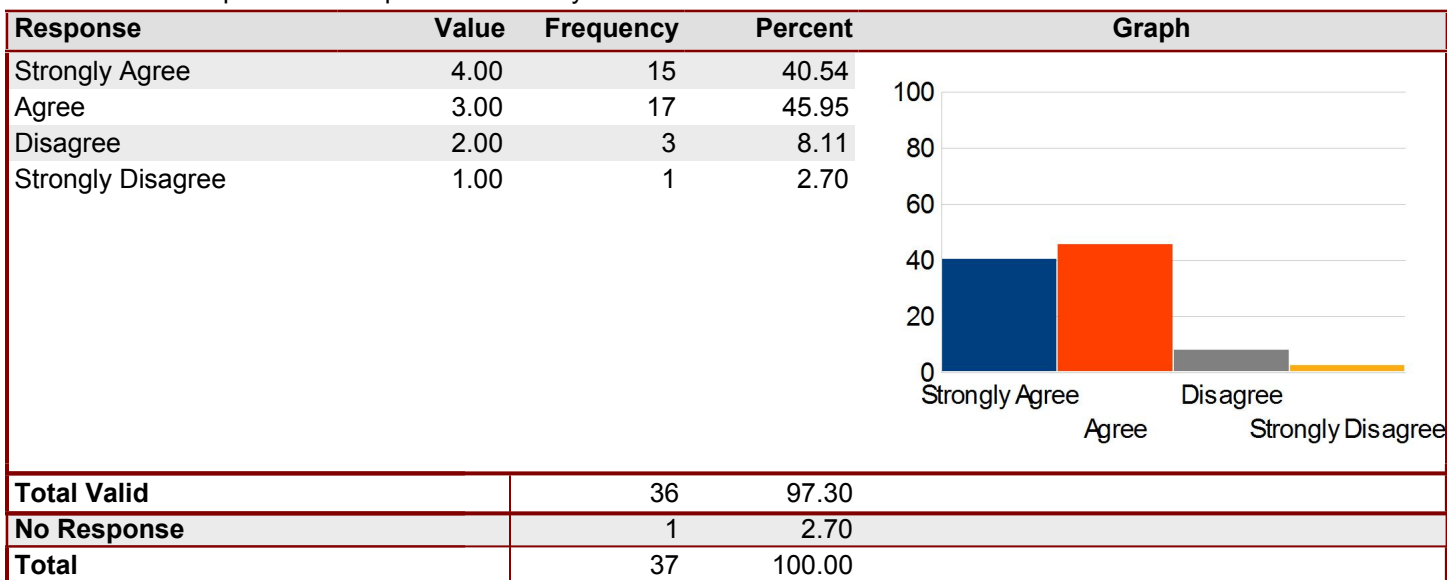 Response Value Frequency Percent Graph
Strongly Agree 4.00 15 40.54
Agree 3.00 17 45.95
Disagree 2.00 3 8.11
Strongly Disagree 1.00 1 2.70
100
80
60
40
20
0
Strongly Agree Disagree
Agree Strongly Disagree
Total Valid 36 97.30
No Response 1 2.70
Total 37 100.00